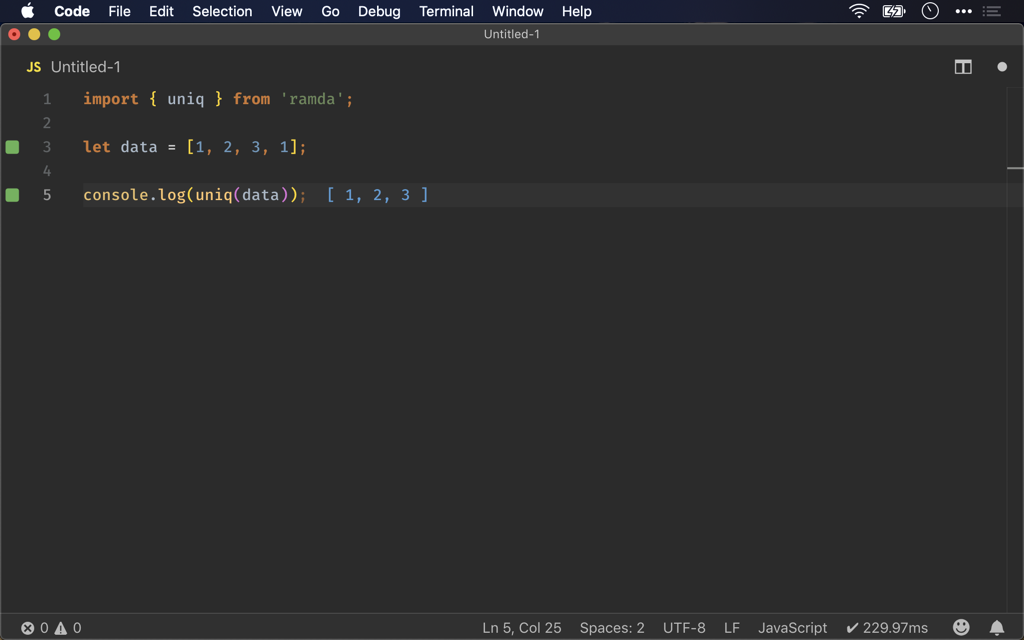 Code File Edit Selection View Go Debug Terminal Window Help
Untitled-1
JS Untitled-1
1 import { uniq } from 'ramda';
2
3 let data = [1, 2, 3, 1];
4
5 console.log(uniq(data)); [ 1, 2, 3 ]
0 0 Ln 5, Col 25 Spaces: 2 UTF-8 LF JavaScript ✔ 229.97ms